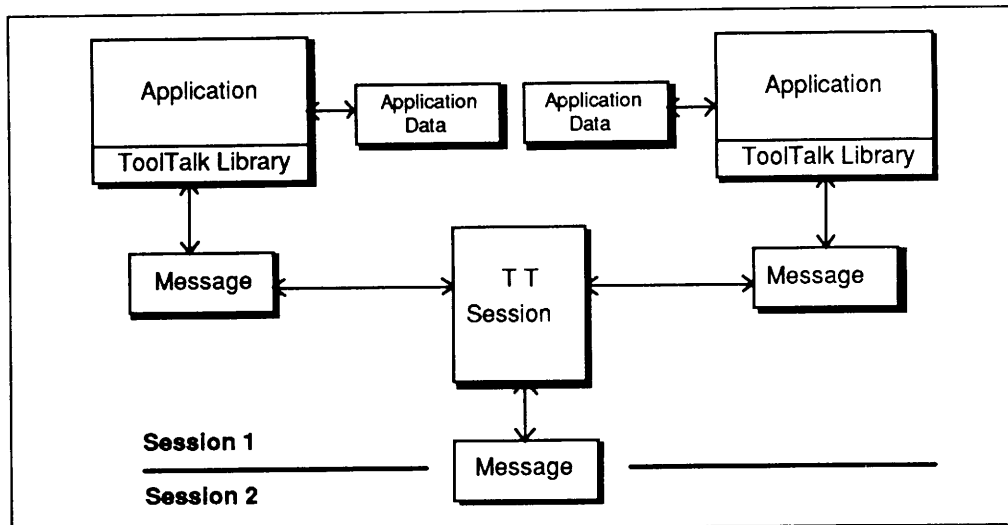 Application
ToolTalk Library
Application
Data
Application
Data
Application
ToolTalk Library
Message
T T
Session
Message
Session 1
Message
Session 2